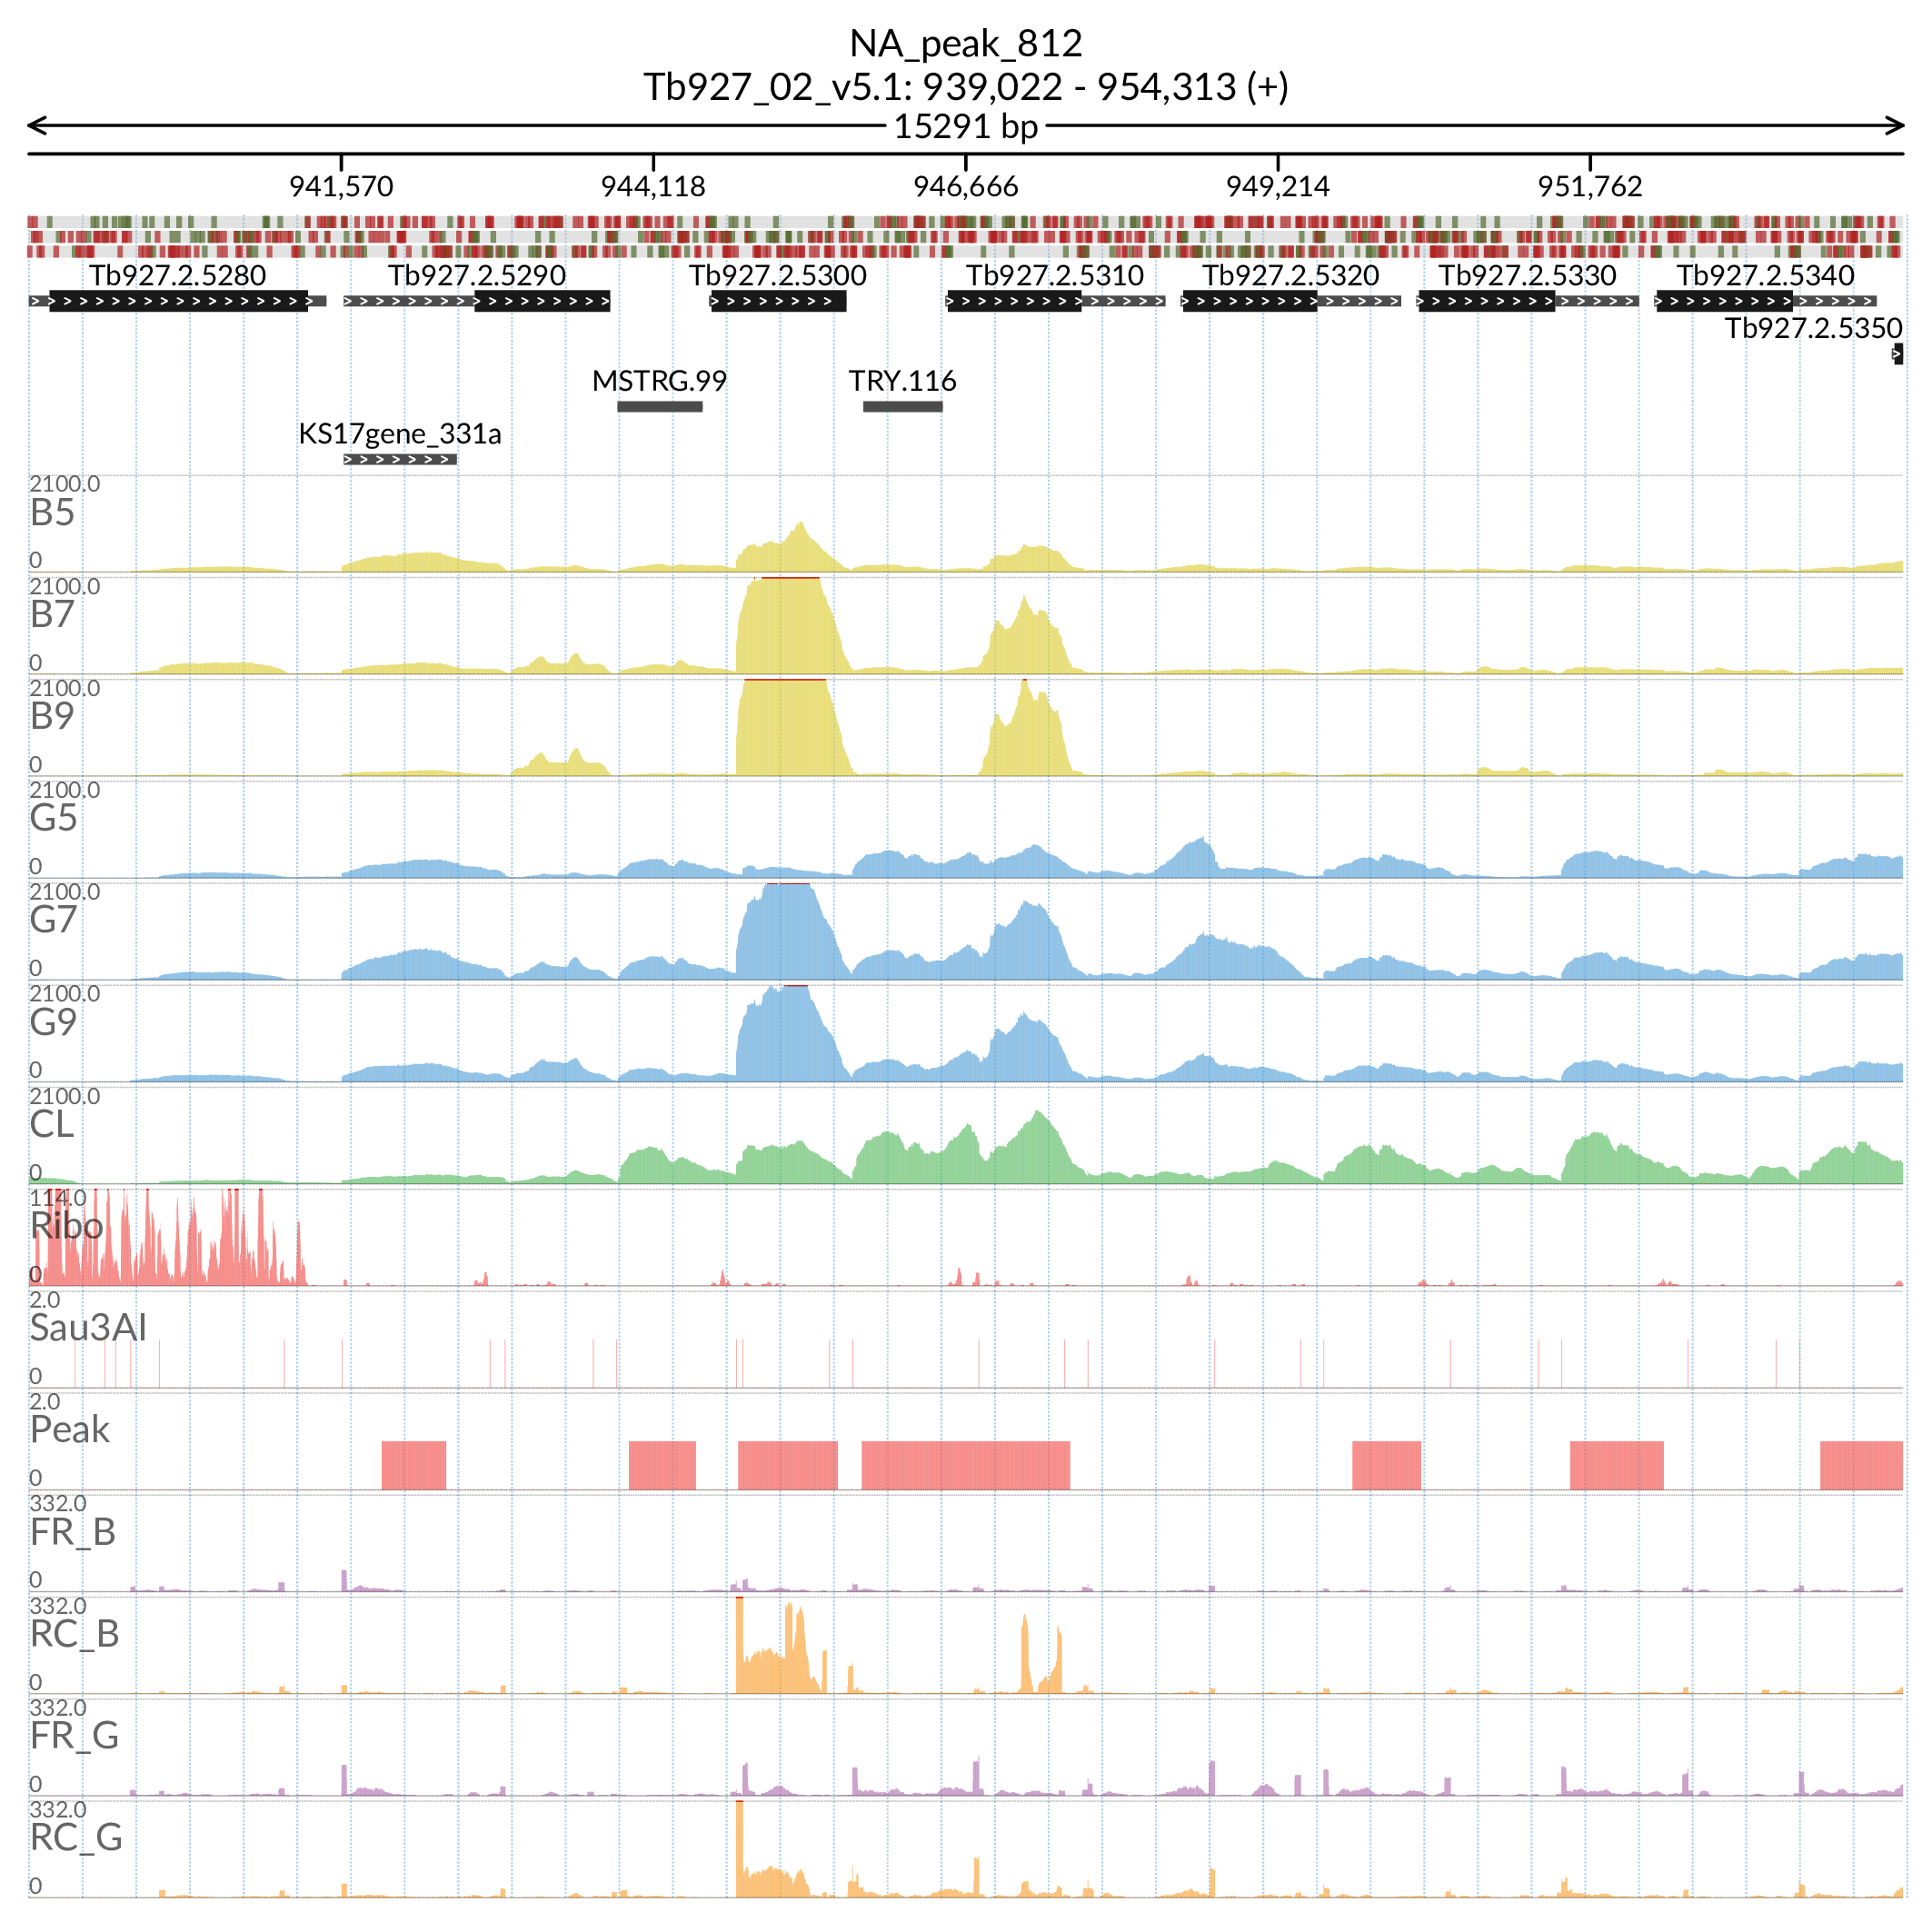 NA_peak_812
Tb927_02_v5.1: 939,022 - 954,313 (+)
15291 bp
941,570 944,118 946,666 949,214 951,762
Tb927.2.5280 Tb927.2.5290 Tb927.2.5300 Tb927.2.5310 Tb927.2.5320 Tb927.2.5330 Tb927.2.5340
Tb927.2.5350
MSTRG.99 TRY.116
KS17gene_331a
2100.0
B5
0
2100.0
B7
0
2100.0
B9
0
2100.0
G5
0
2100.0
G7
0
2100.0
G9
0
2100.0
CL
0
114.0
Ribo
0
2.0
Sau3AI
0
2.0
Peak
0
332.0
FR_B
0
332.0
RC_B
0
332.0
FR_G
0
332.0
RC_G
0